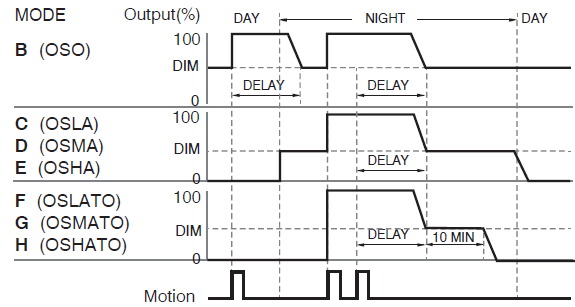 MODE Output(%) DAY NIGHT DAY
100
B (OSO)
DIM
DELAY DELAY
0
100
C (OSLA)
D (OSMA) DIM
DELAY
E (OSHA)
0
100
F (OSLATO)
G (OSMATO) DIM
DELAY 10 MIN
H (OSHATO)
0
Motion